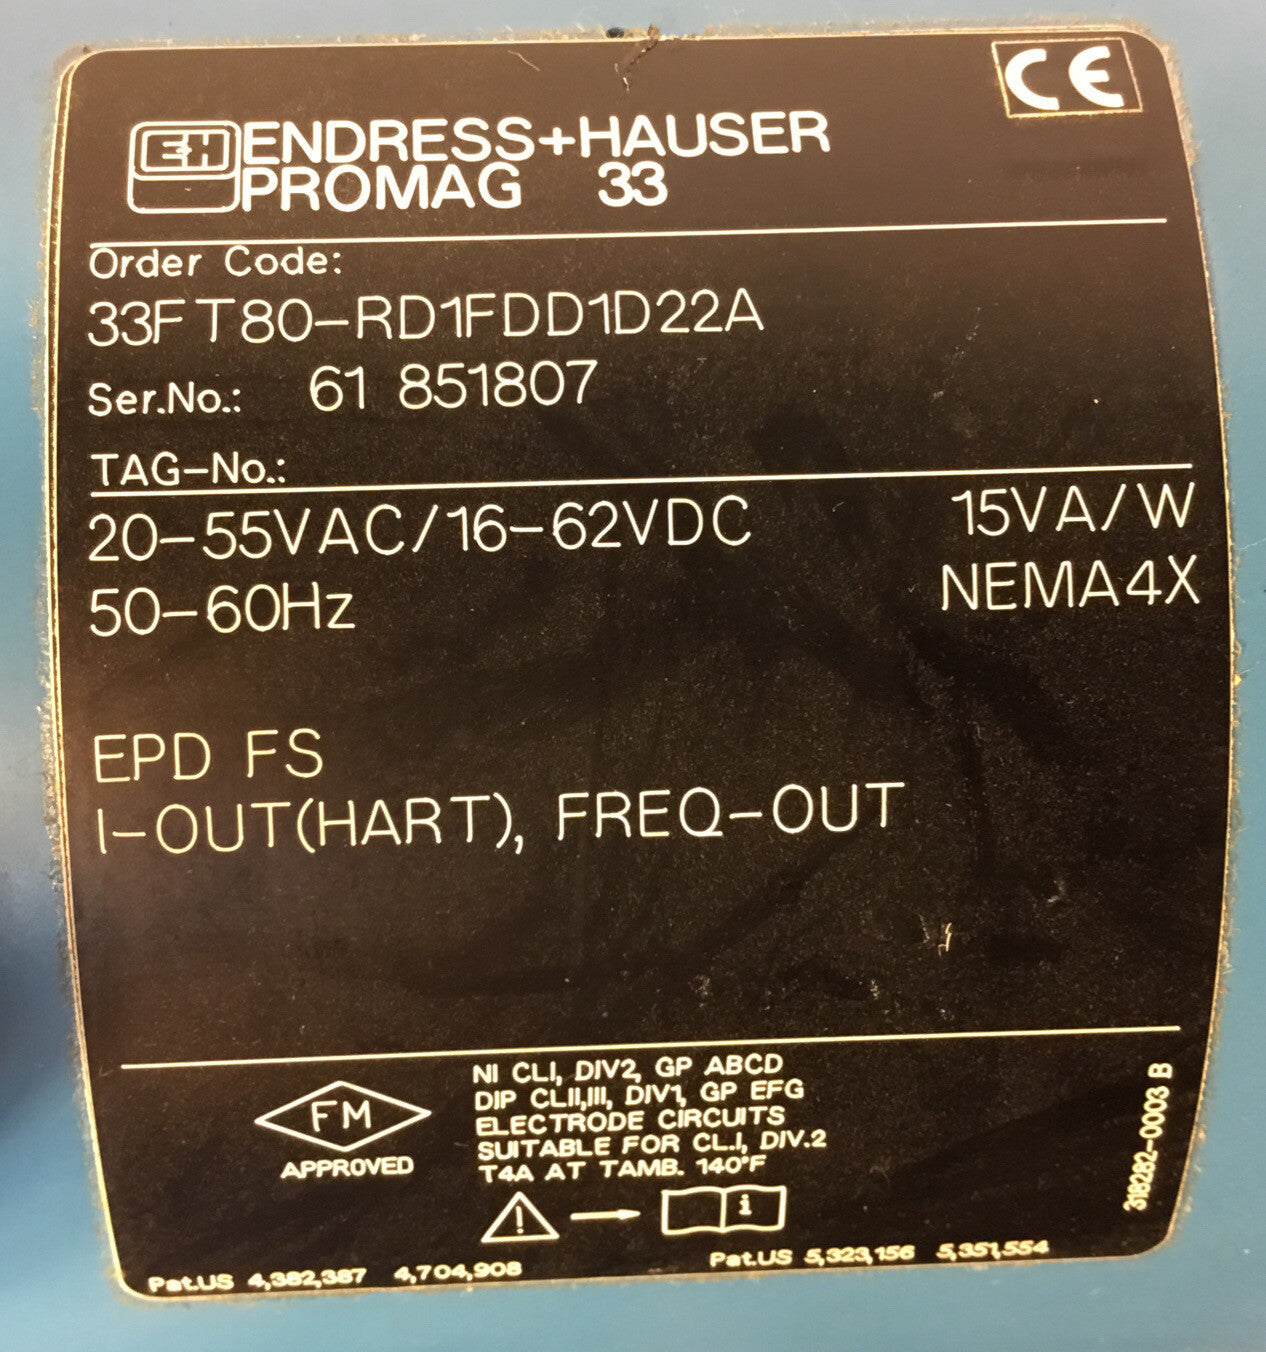 CE
E+H ENDRESS+HAUSER
PROMAG 33
Order Code:
33FT80-RD1FDD1D22A
Ser.No.: 61 851807
TAG-No.:
20-55VAC/16-62VDC 15VA/W
50-60Hz NEMA4X
EPD FS
I-OUT(HART), FREQ-OUT
FM
APPROVED
NI CLI, DIV2, GP ABCD
DIP CLII,III, DIV1, GP EFG
ELECTRODE CIRCUITS
SUITABLE FOR CL.I, DIV.2
T4A AT TAMB. 140°F
! i
318282-0003 B
Pat.US 4,382,387 4,704,908 Pat.US 5,323,156 5,351,554